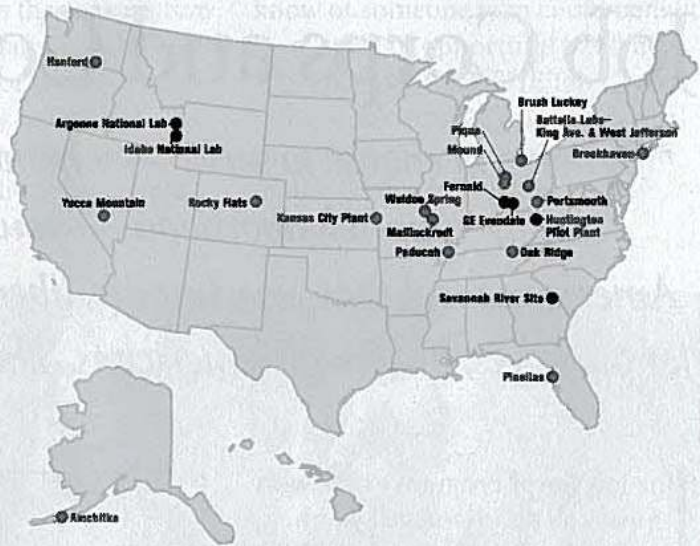 Hanford
Brush Luckey
Argonne National Lab
Battelle Labs—
King Ave. & West Jefferson
Piqua
Idaho National Lab
Mound
Brookhaven
Fernald
Yucca Mountain
Rocky Flats
Weldon Spring
Portsmouth
Kansas City Plant
GE Evendale
Huntington
Pilot Plant
Mallinckrodt
Paducah
Oak Ridge
Savannah River Site
Pinellas
Amchitka